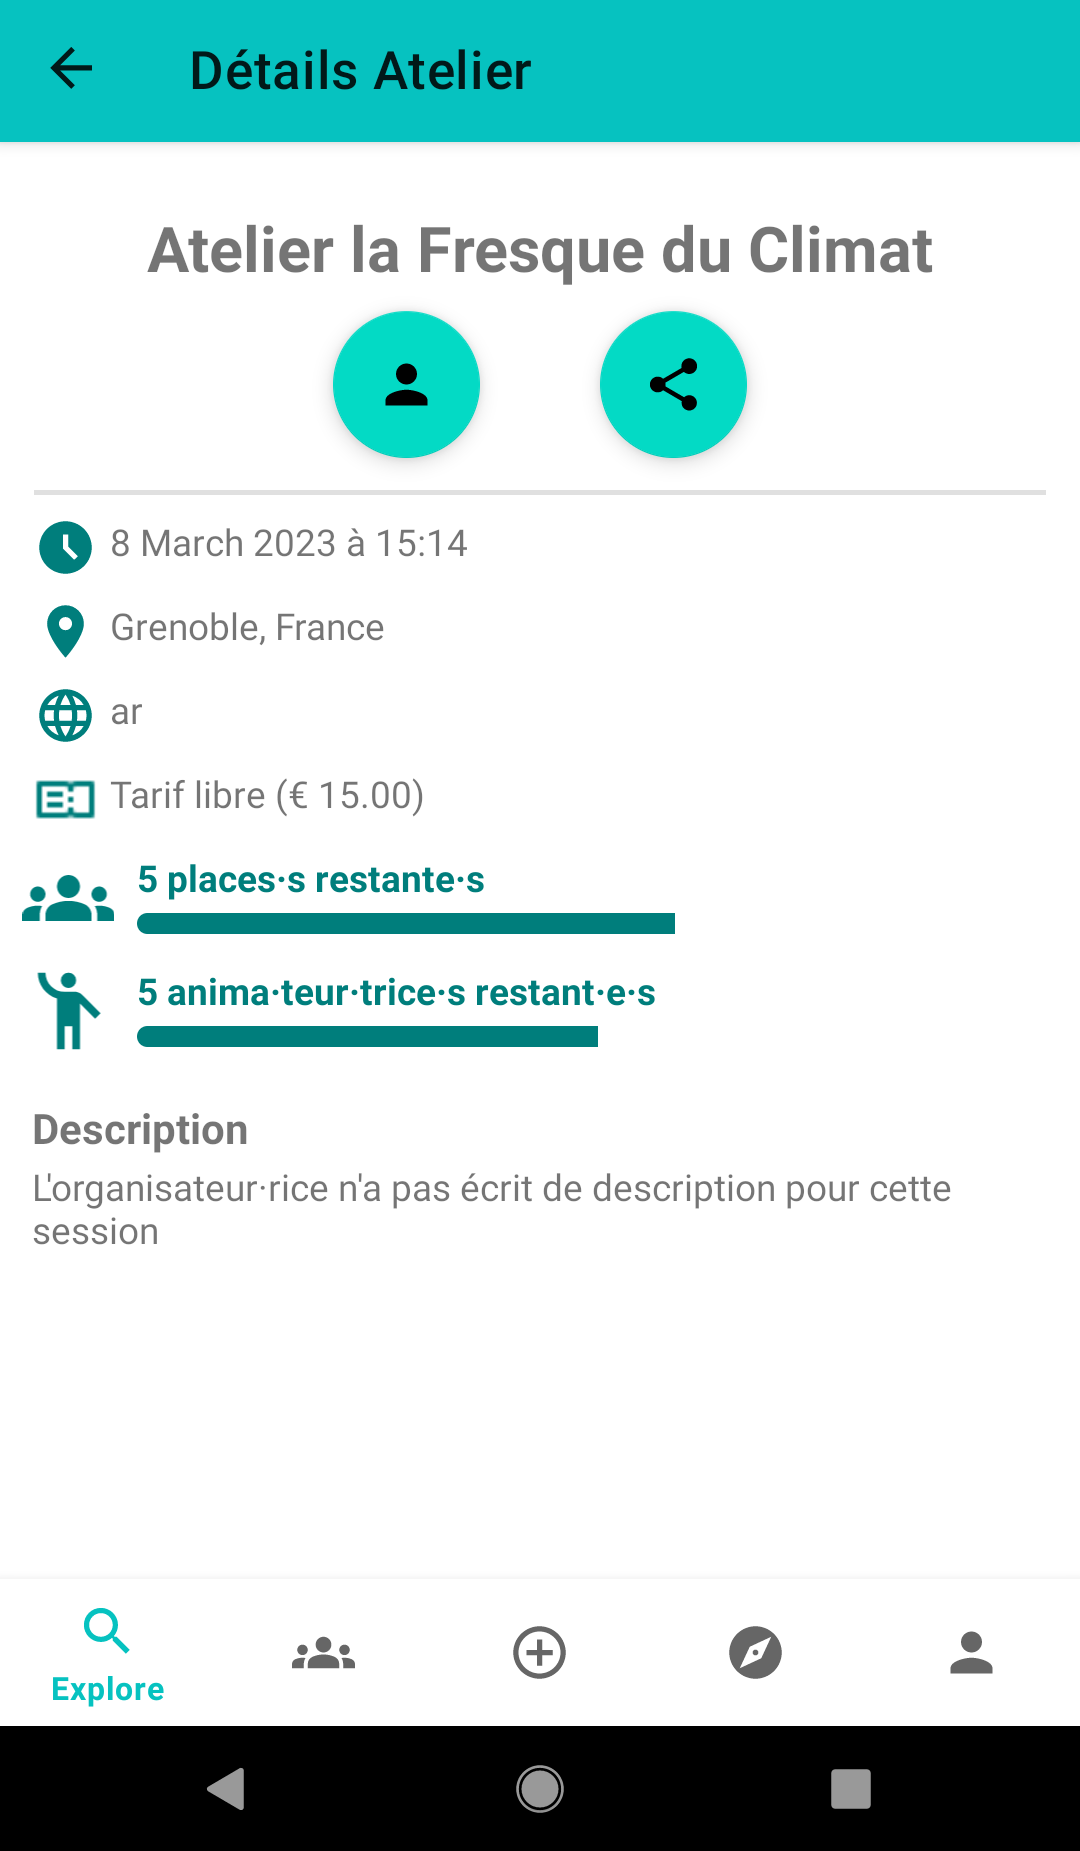 Détails Atelier
Atelier la Fresque du Climat
8 March 2023 à 15:14
Grenoble, France
ar
Tarif libre (€ 15.00)
5 places·s restante·s
5 anima·teur·trice·s restant·e·s
Description
L'organisateur·rice n'a pas écrit de description pour cette
session
Explore